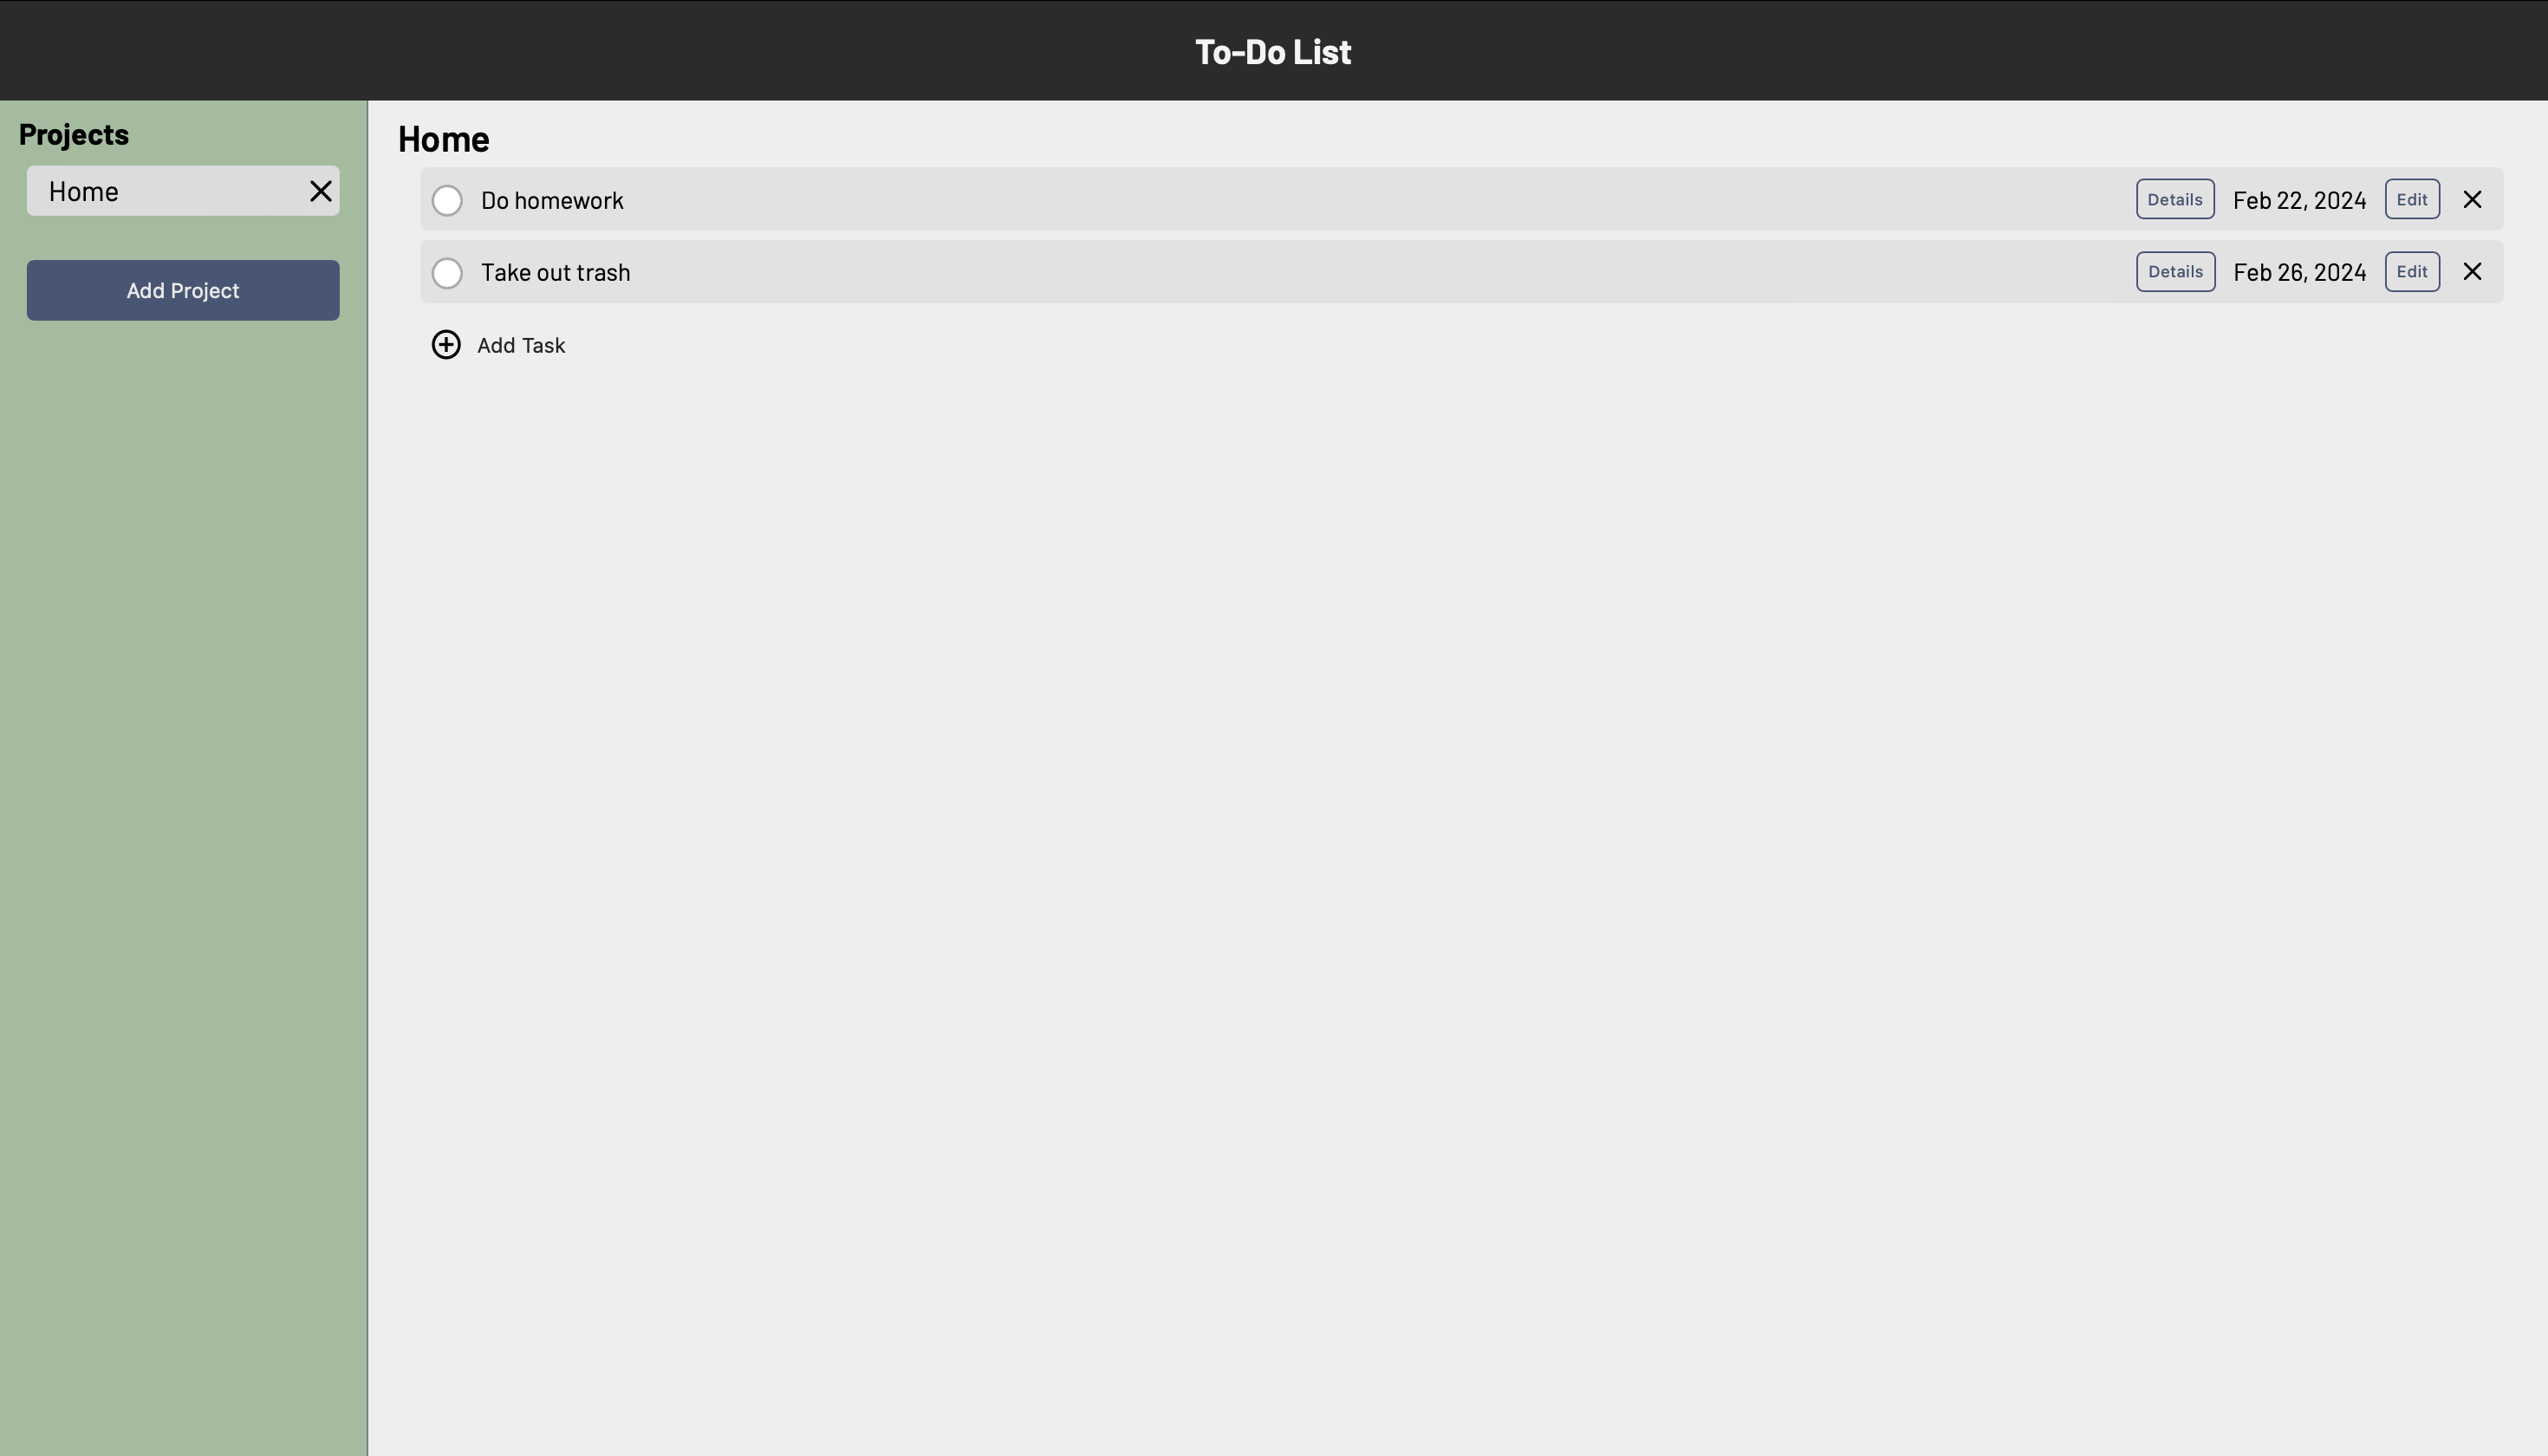 To-Do List
Projects
Home
Add Project
Home
Do homework Details Feb 22, 2024 Edit
Take out trash Details Feb 26, 2024 Edit
Add Task